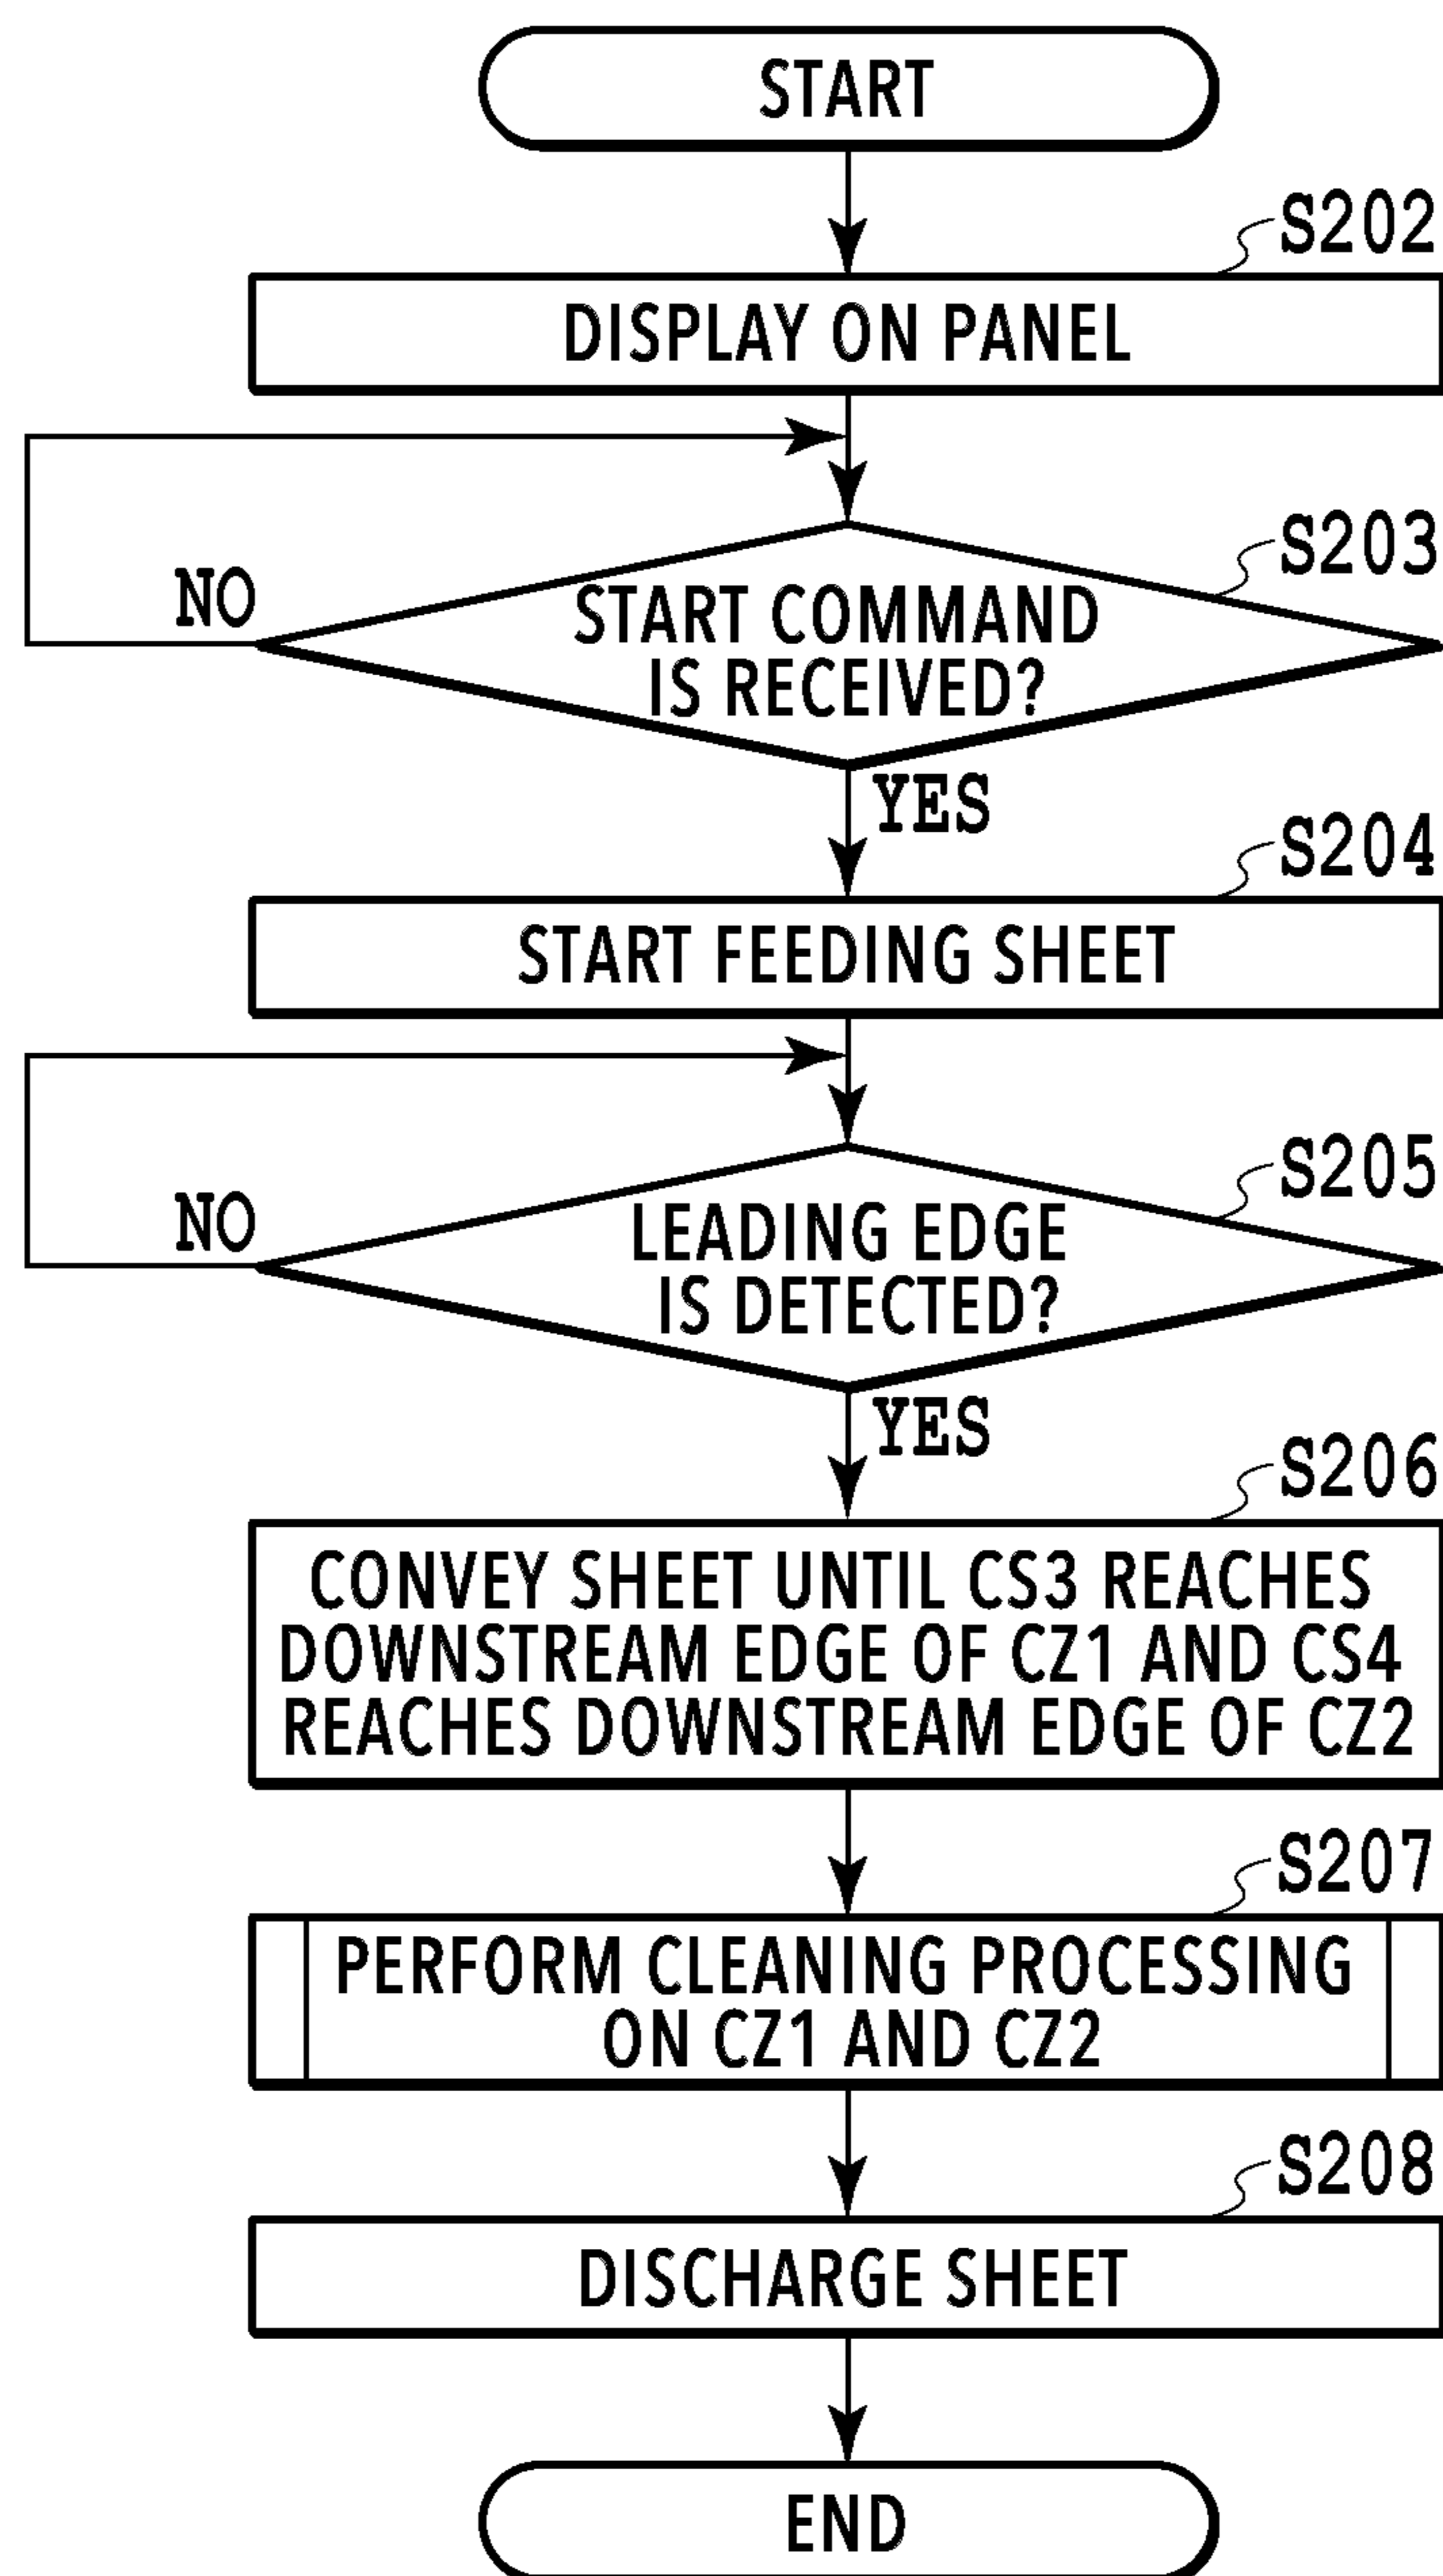 START
S202
DISPLAY ON PANEL
S203
NO
START COMMAND
IS RECEIVED?
YES
S204
START FEEDING SHEET
S205
NO
LEADING EDGE
IS DETECTED?
YES
S206
CONVEY SHEET UNTIL CS3 REACHES
DOWNSTREAM EDGE OF CZ1 AND CS4
REACHES DOWNSTREAM EDGE OF CZ2
S207
PERFORM CLEANING PROCESSING
ON CZ1 AND CZ2
S208
DISCHARGE SHEET
END